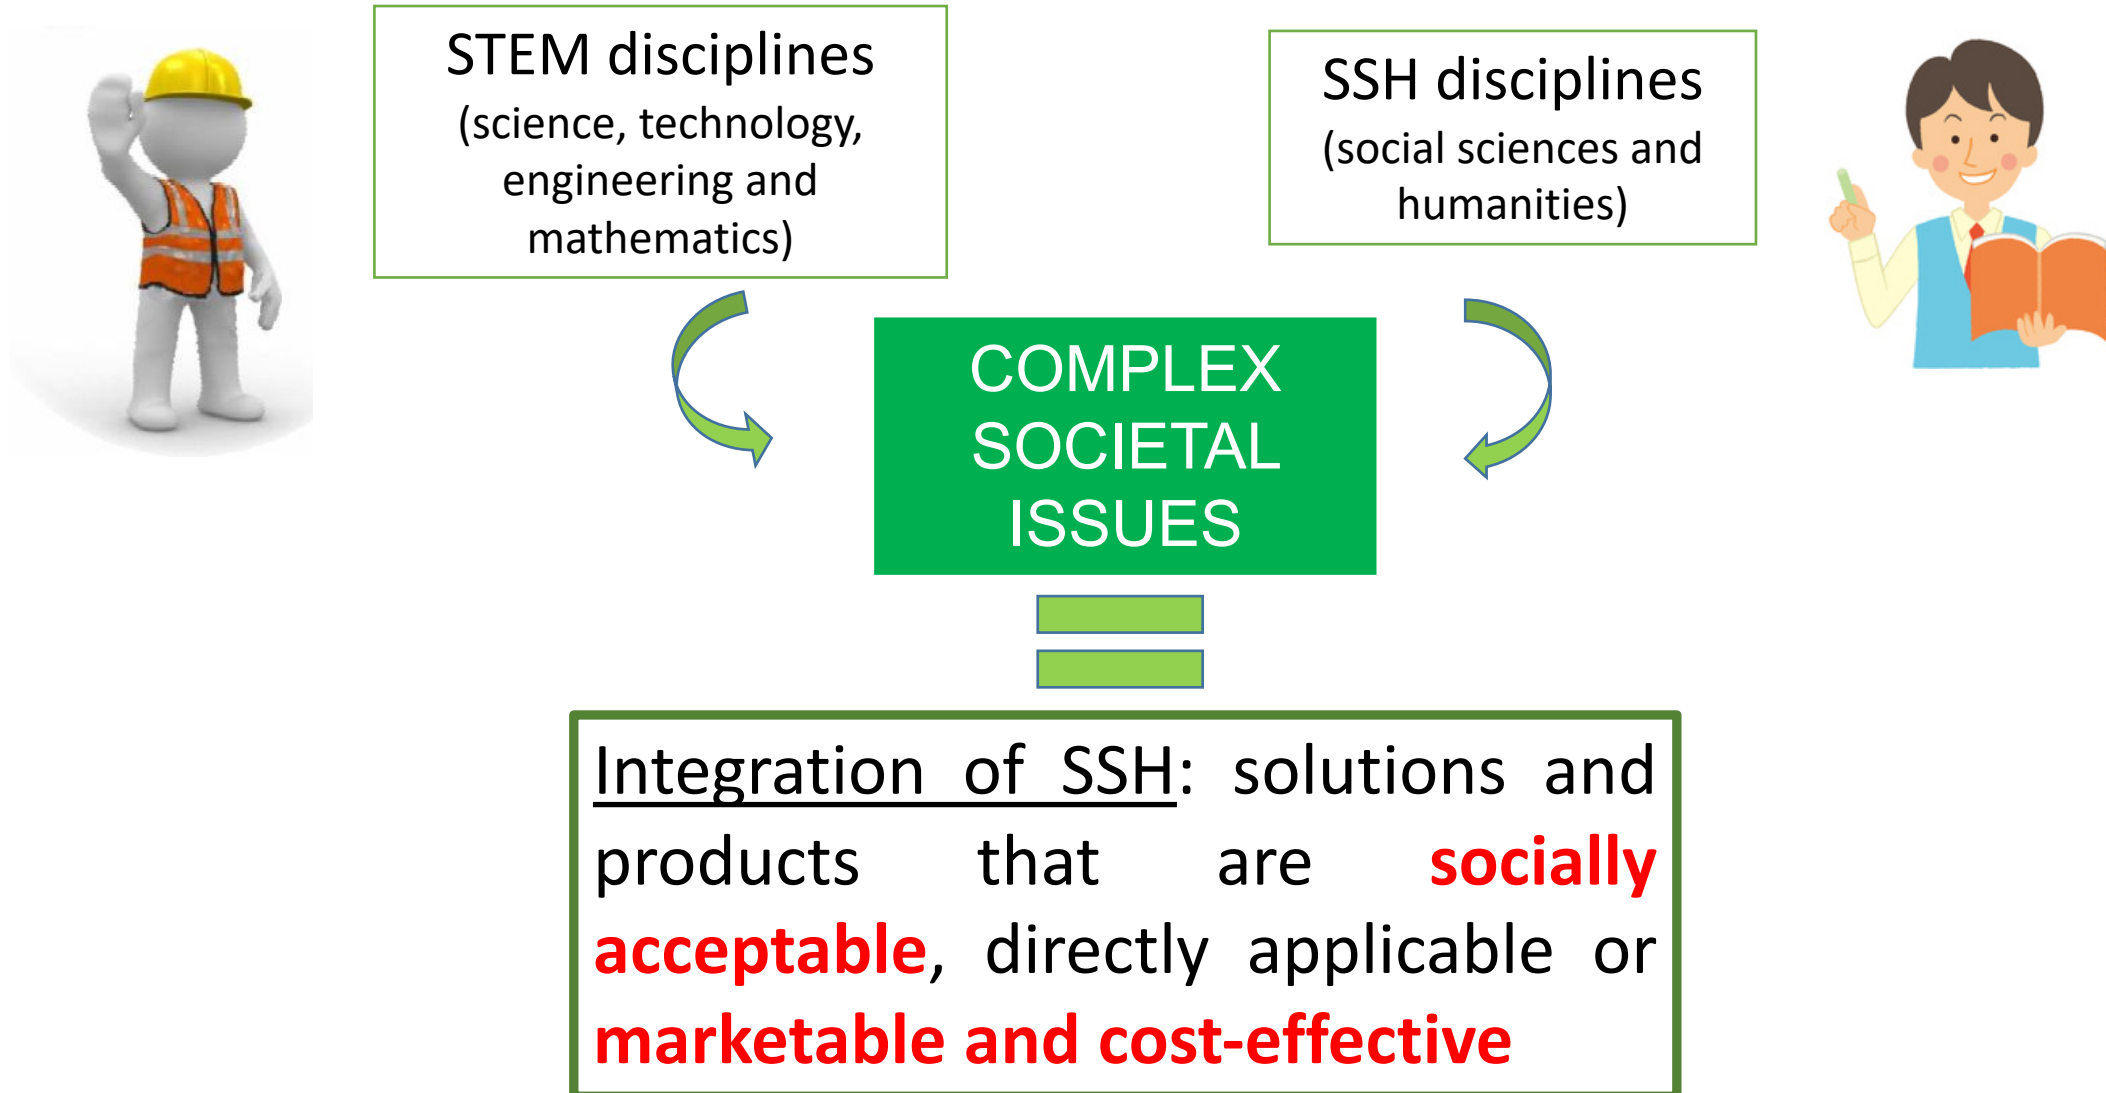 STEM disciplines
(science, technology,
engineering and
mathematics)
SSH disciplines
(social sciences and
humanities)
COMPLEX
SOCIETAL
ISSUES
Integration of SSH: solutions and
products that are socially
acceptable, directly applicable or
marketable and cost-effective